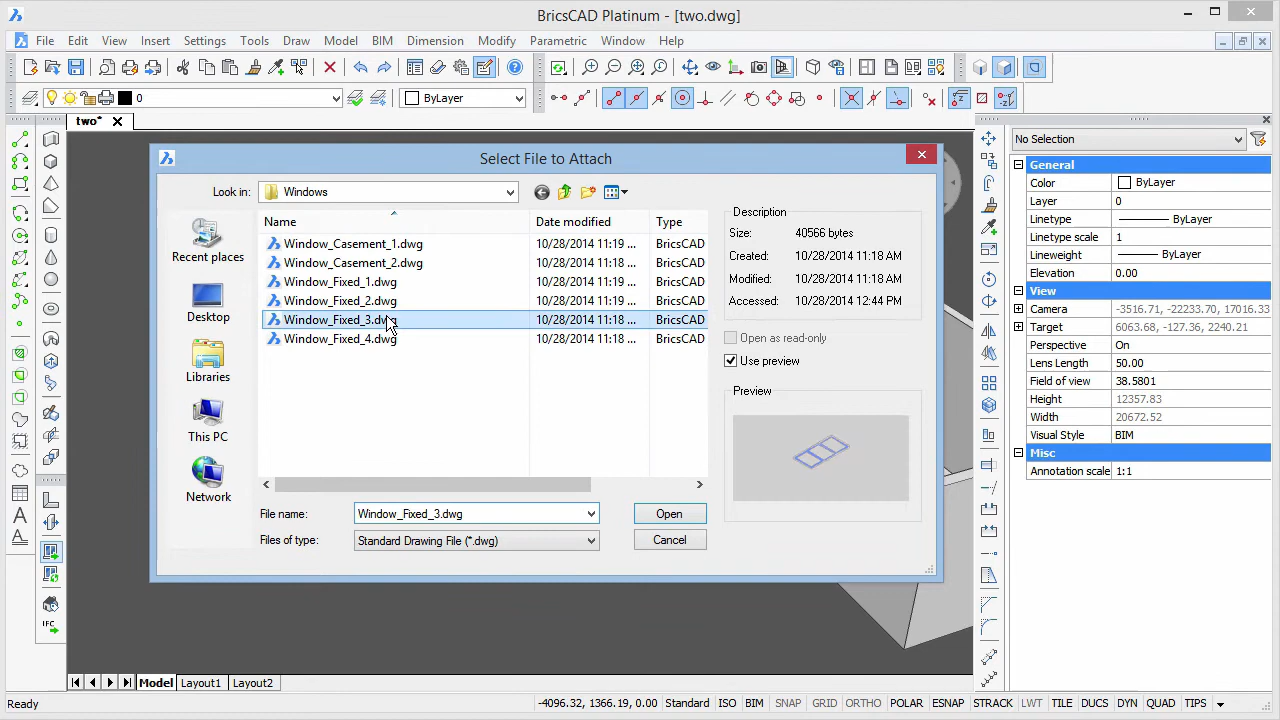 BricsCAD Platinum - [two.dwg]
File Edit View Insert Settings Tools Draw Model BIM Dimension Modify Parametric Window Help
0 ByLayer
two*
No Selection
Select File to Attach
Look in: Windows
Name Date modified Type
Window_Casement_1.dwg 10/28/2014 11:19 ... BricsCAD
Window_Casement_2.dwg 10/28/2014 11:19 ... BricsCAD
Window_Fixed_1.dwg 10/28/2014 11:19 ... BricsCAD
Window_Fixed_2.dwg 10/28/2014 11:19 ... BricsCAD
Window_Fixed_3.dwg 10/28/2014 11:18 ... BricsCAD
Window_Fixed_4.dwg 10/28/2014 11:18 ... BricsCAD
Recent places
Desktop
Libraries
This PC
Network
File name: Window_Fixed_3.dwg
Files of type: Standard Drawing File (*.dwg)
Open
Cancel
Description
Size: 40566 bytes
Created: 10/28/2014 11:18 AM
Modified: 10/28/2014 11:18 AM
Accessed: 10/28/2014 12:44 PM
Open as read-only
Use preview
Preview
General
Color ByLayer
Layer 0
Linetype ByLayer
Linetype scale 1
Lineweight ByLayer
Elevation 0.00
View
Camera -3516.71, -22233.70, 17016.33
Target 6063.68, -127.36, 2240.21
Perspective On
Lens Length 50.00
Field of view 38.5801
Height 12357.83
Width 20672.52
Visual Style BIM
Misc
Annotation scale 1:1
IFC
Model Layout1 Layout2
Ready -4096.32, 1366.19, 0.00 Standard ISO BIM SNAP GRID ORTHO POLAR ESNAP STRACK LWT TILE DUCS DYN QUAD TIPS